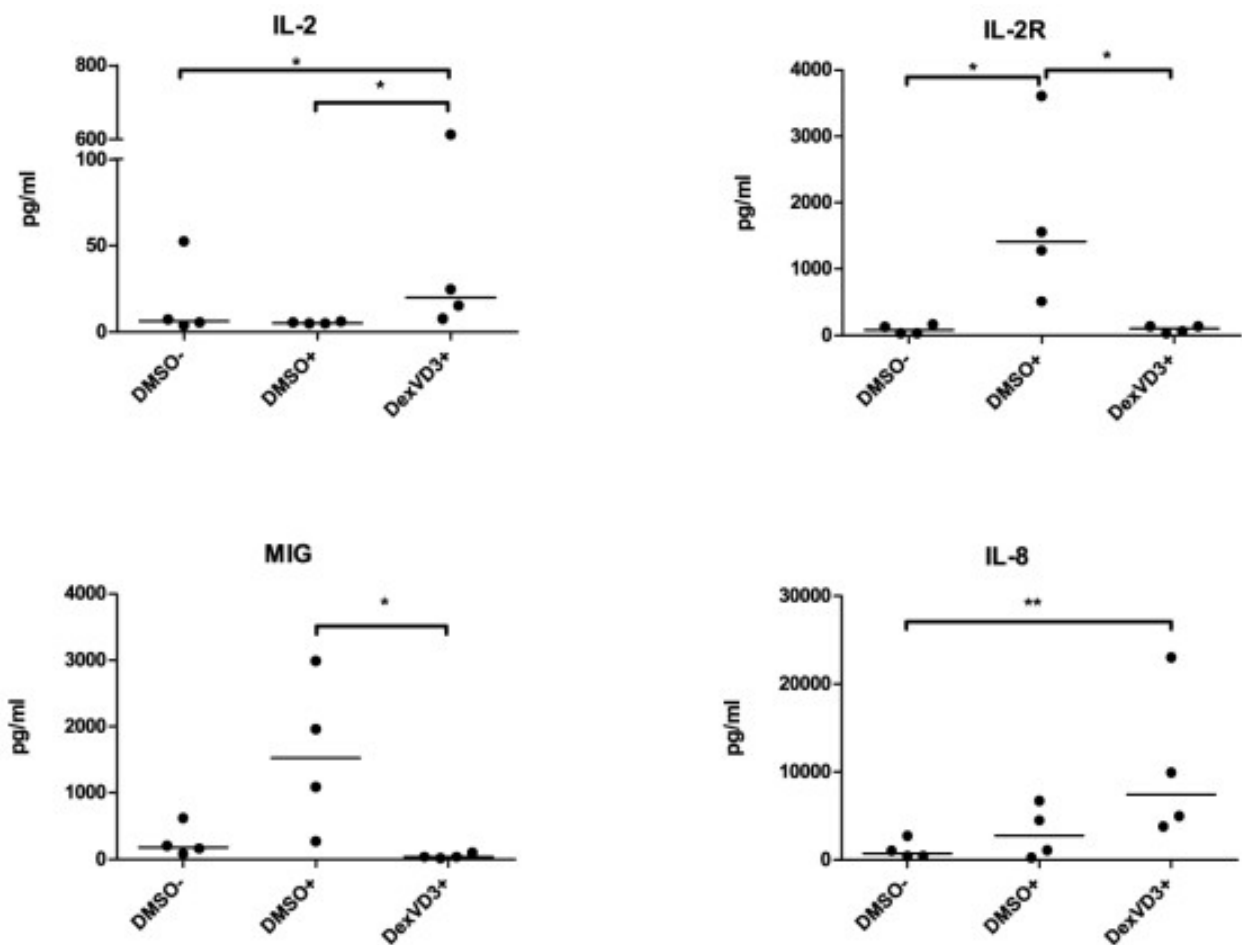 IL-2
800
600
100
50
0
pg/ml
*
*
DMSO-
DMSO+
DexVD3+
IL-2R
4000
3000
2000
1000
0
pg/ml
*
*
DMSO-
DMSO+
DexVD3+
MIG
4000
3000
2000
1000
0
pg/ml
*
DMSO-
DMSO+
DexVD3+
IL-8
30000
20000
10000
0
pg/ml
**
DMSO-
DMSO+
DexVD3+